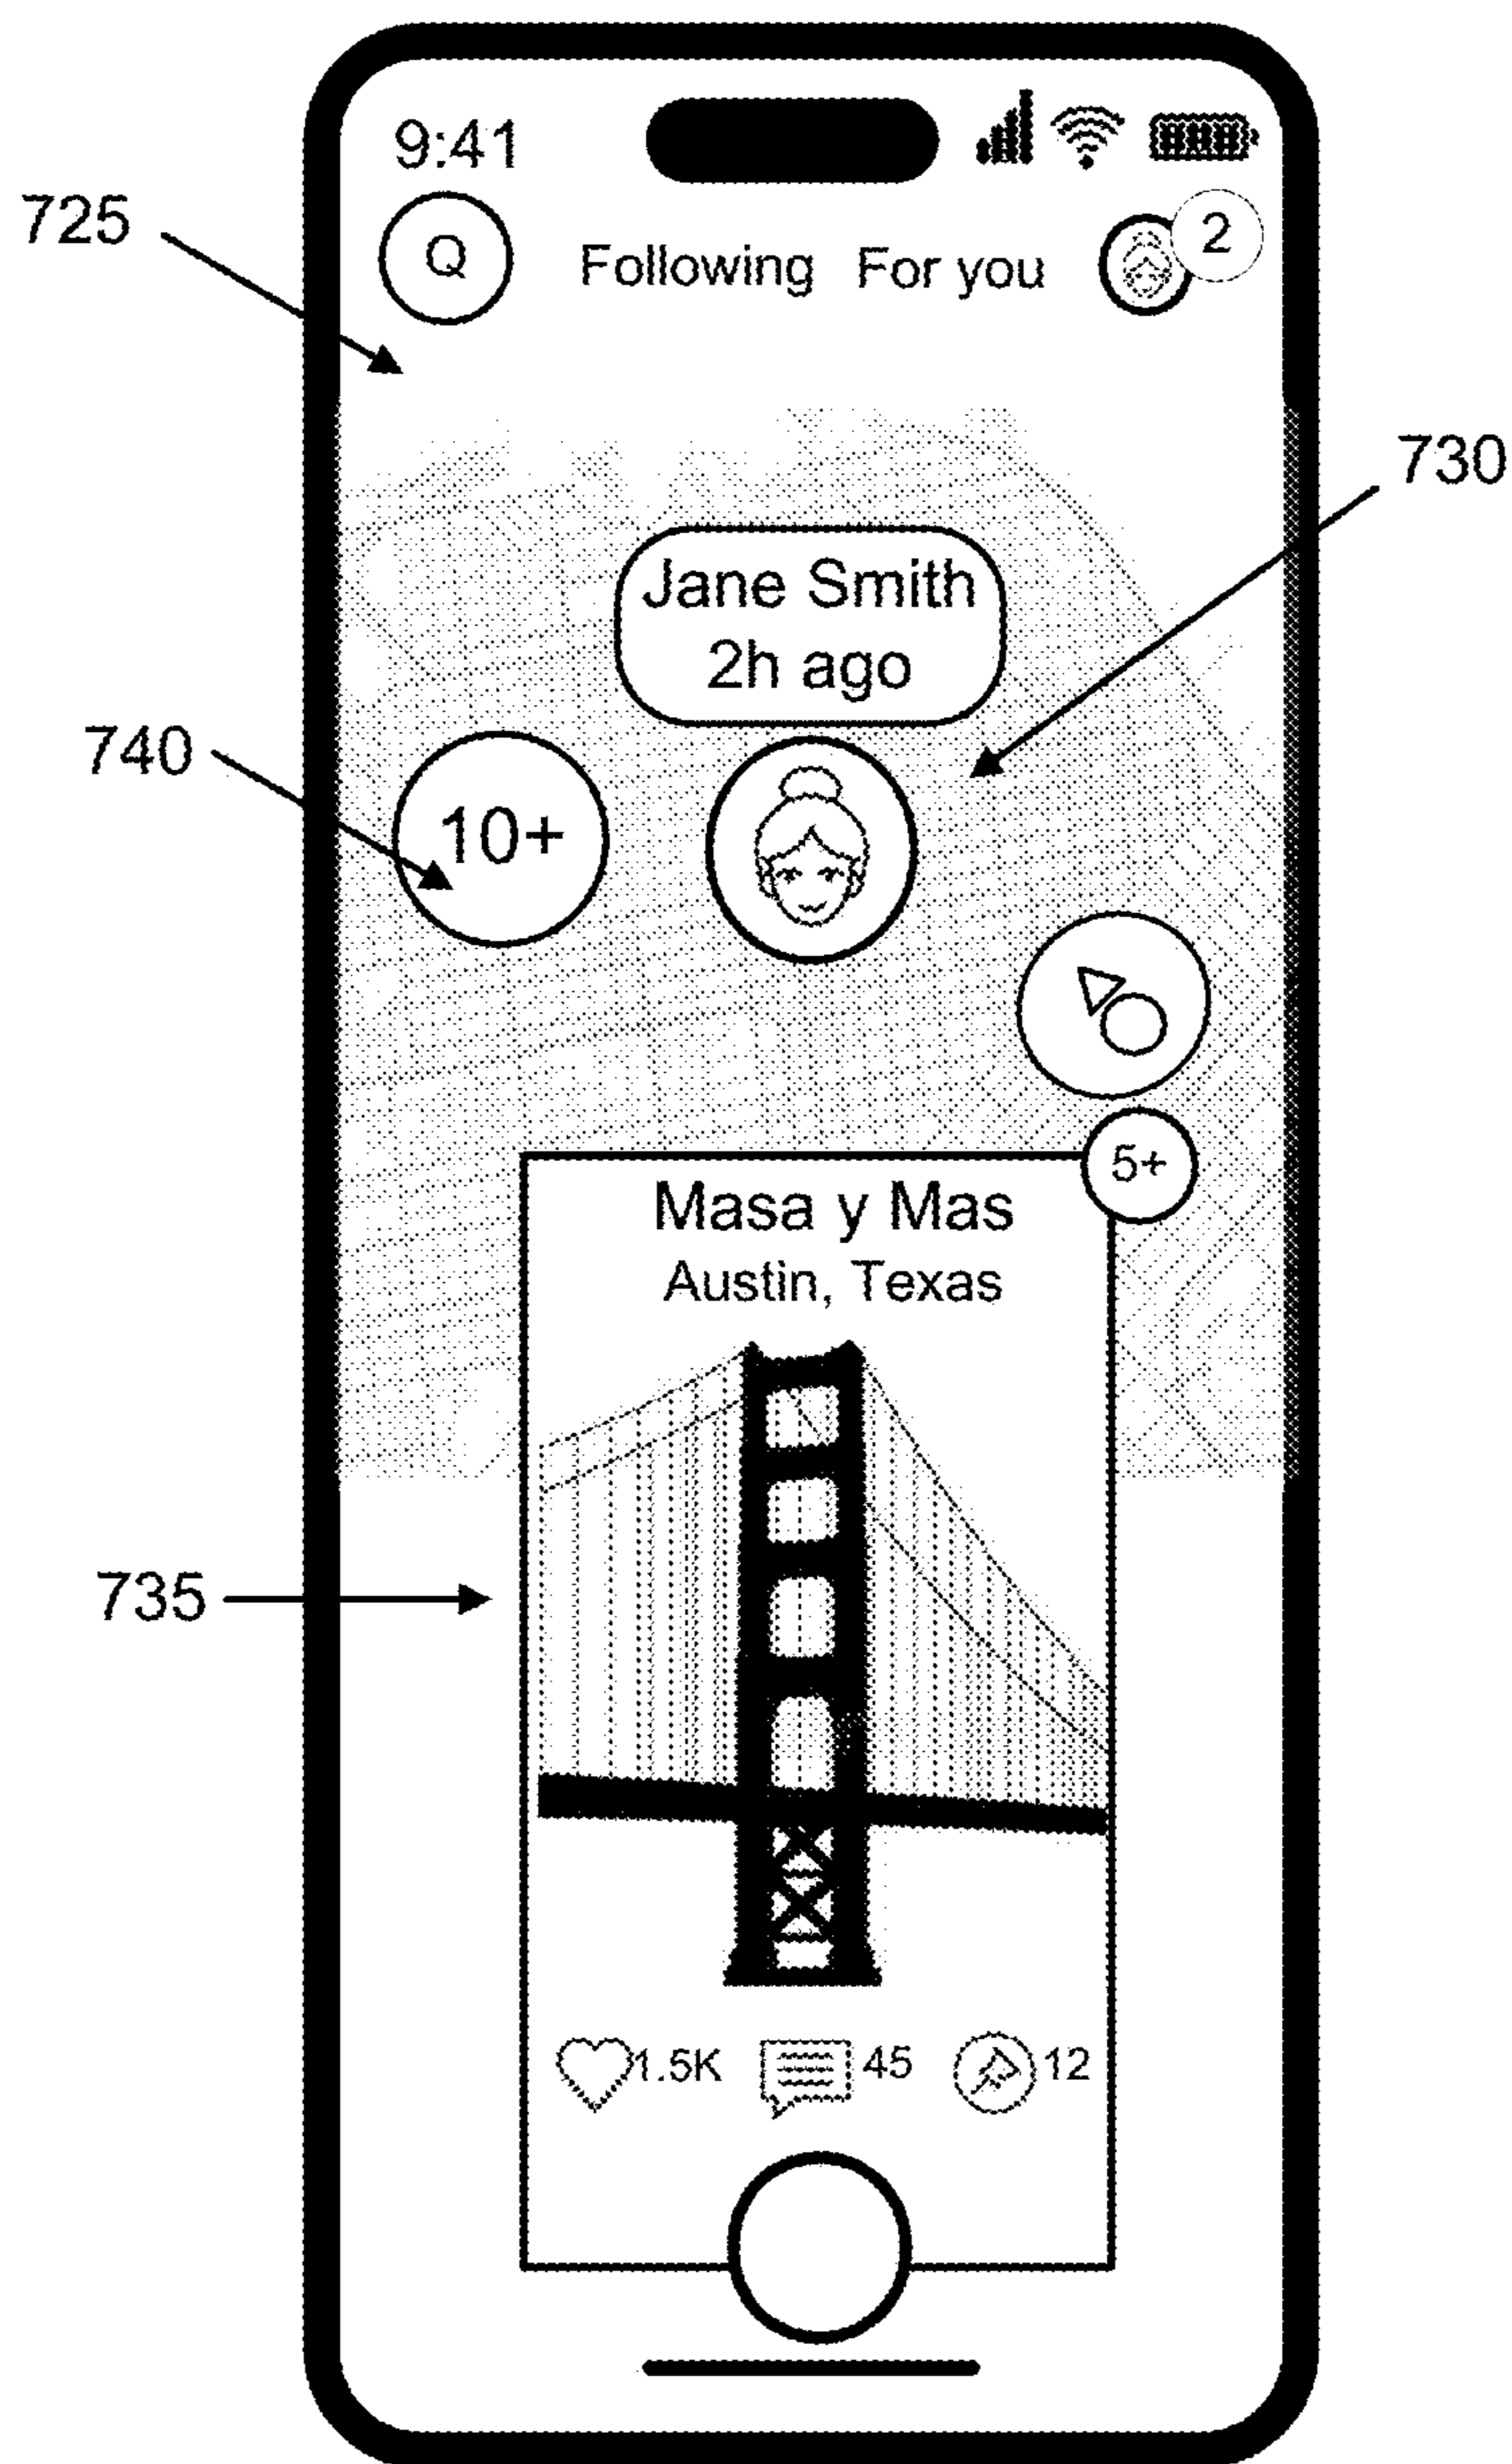 9:41
725
Q
Following For you
2
730
Jane Smith
2h ago
740
10+
5+
Masa y Mas
Austin, Texas
735
1.5K 45 12